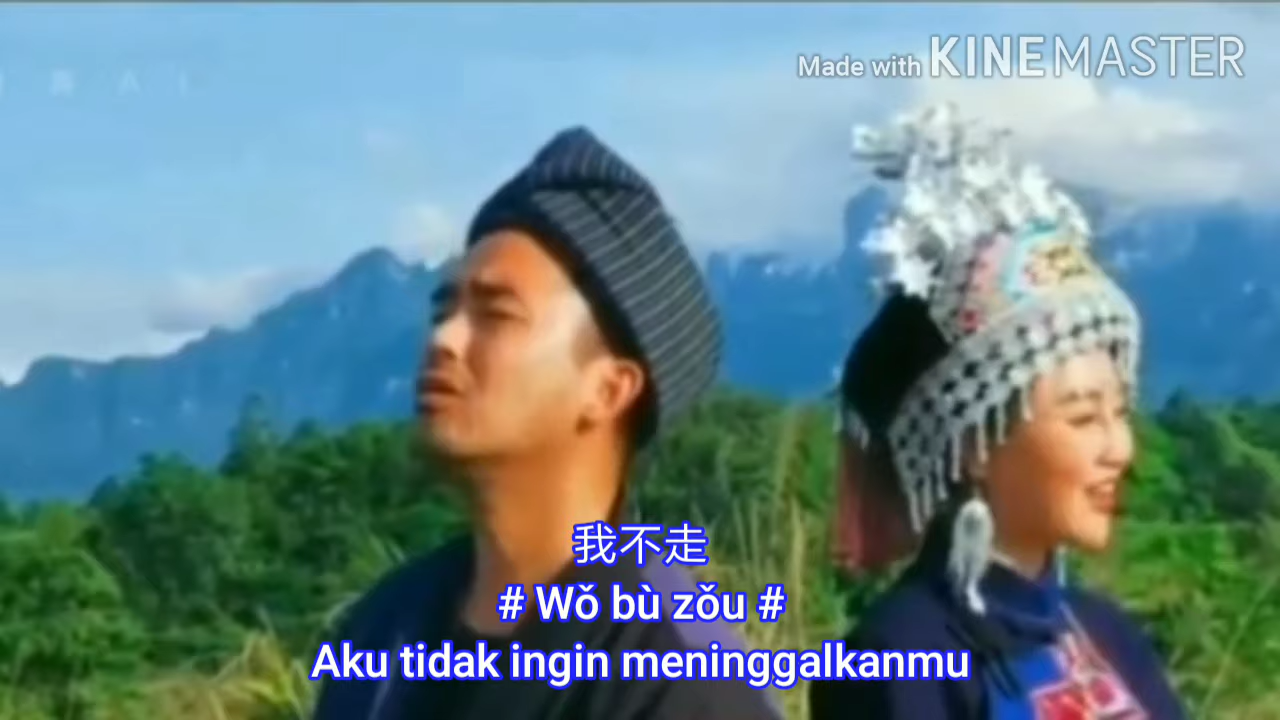 Made with KINEMASTER
我不走
# Wǒ bù zǒu #
Aku tidak ingin meninggalkanmu